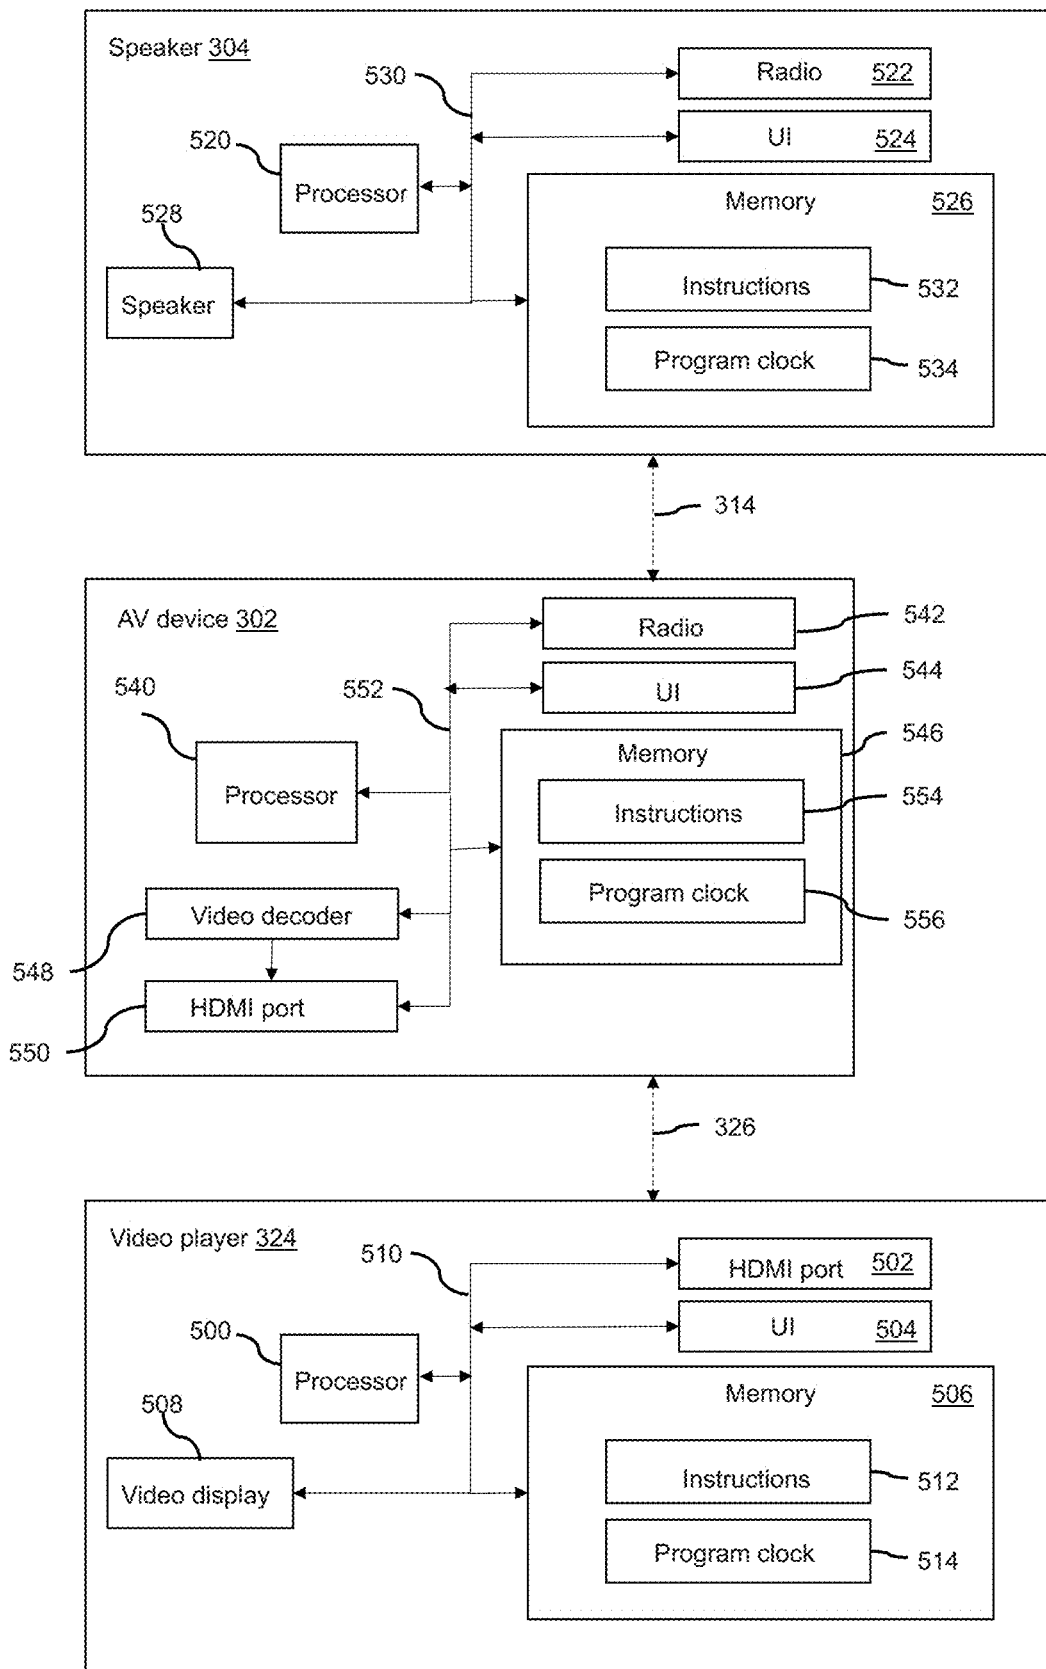 Speaker 304
530
Radio 522
520
UI 524
Processor
Memory 526
528
Speaker
Instructions
532
Program clock
534
314
AV device 302
Radio
542
540
552
UI
544
Memory
546
Processor
Instructions
554
Video decoder
Program clock
556
548
HDMI port
550
326
Video player 324
510
HDMI port 502
500
UI 504
Processor
Memory 506
508
Video display
Instructions
512
Program clock
514